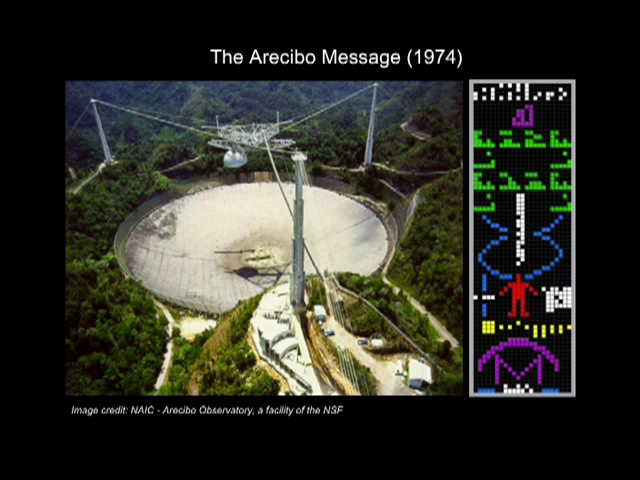 The Arecibo Message (1974)
Image credit: NAIC - Arecibo Observatory, a facility of the NSF